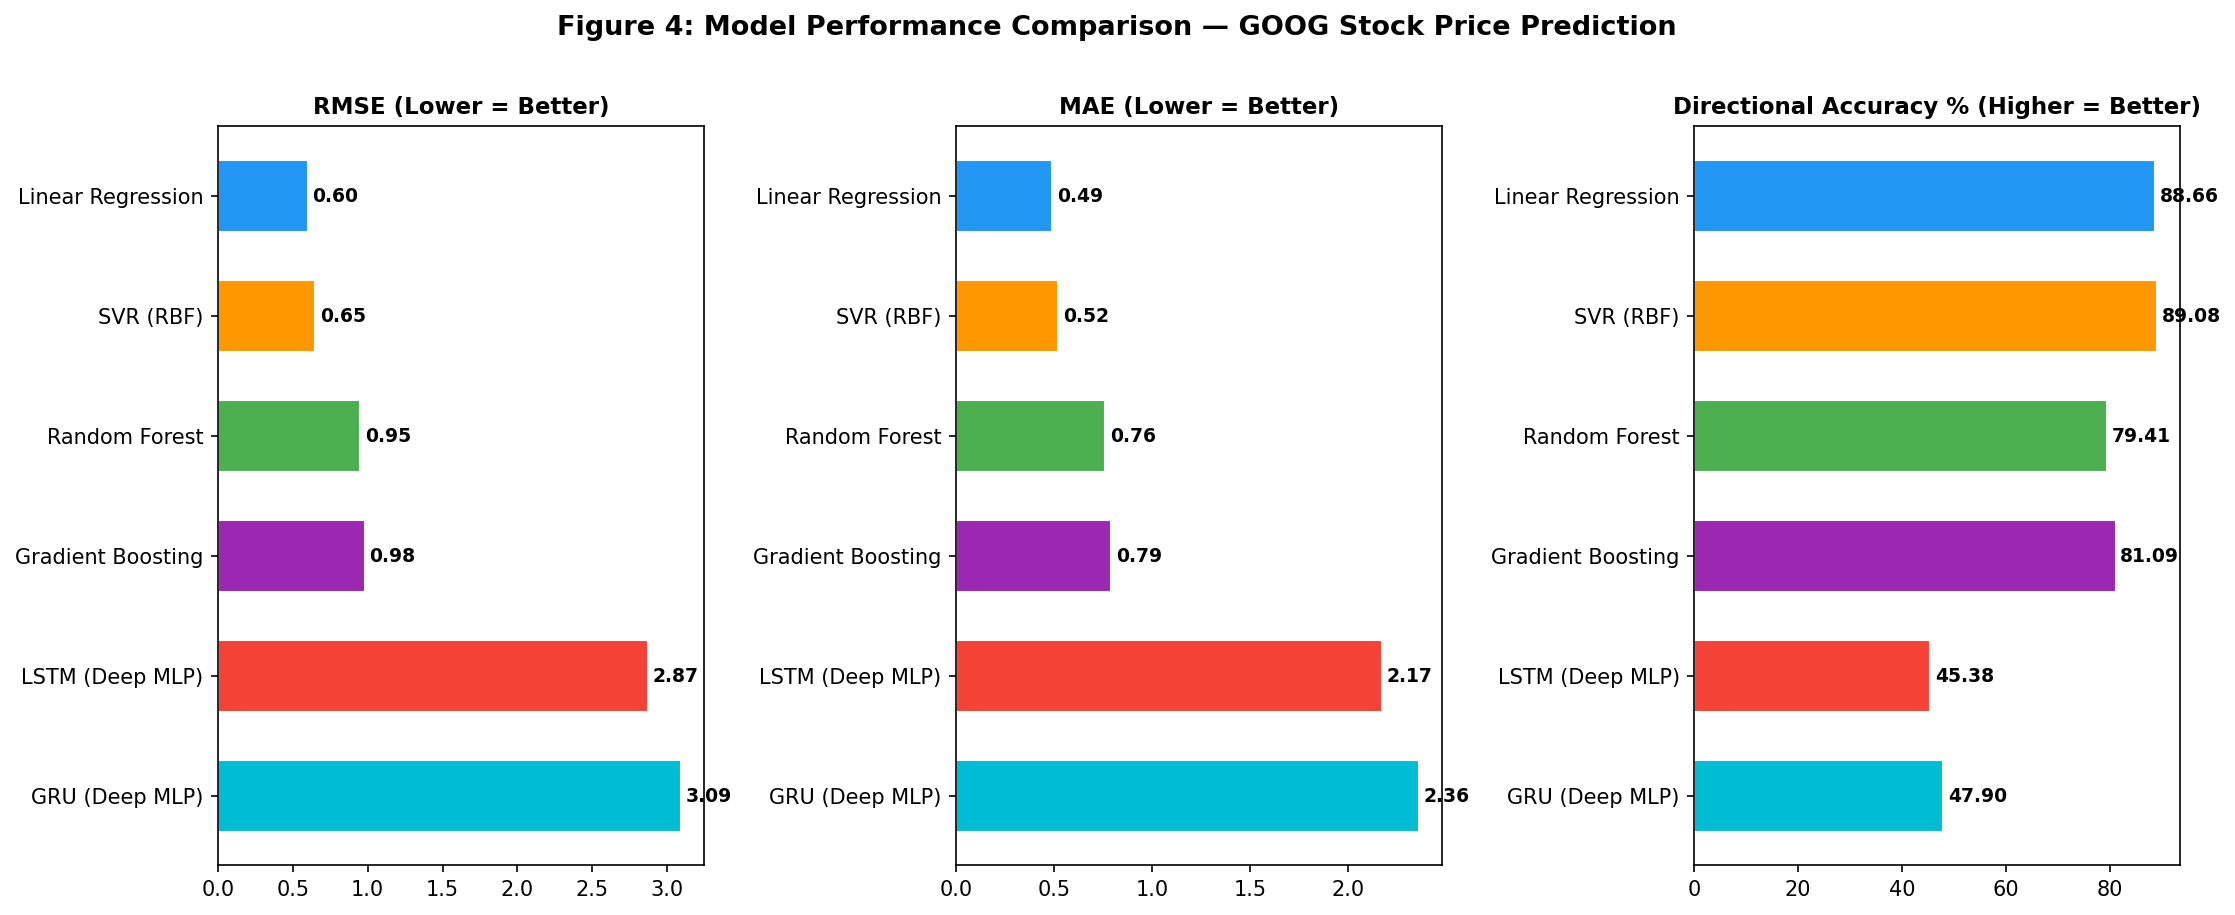 Figure 4: Model Performance Comparison — GOOG Stock Price Prediction
RMSE (Lower = Better)
Linear Regression
0.60
SVR (RBF)
0.65
Random Forest
0.95
Gradient Boosting
0.98
LSTM (Deep MLP)
2.87
GRU (Deep MLP)
3.09
0.0 0.5 1.0 1.5 2.0 2.5 3.0
MAE (Lower = Better)
Linear Regression
0.49
SVR (RBF)
0.52
Random Forest
0.76
Gradient Boosting
0.79
LSTM (Deep MLP)
2.17
GRU (Deep MLP)
2.36
0.0 0.5 1.0 1.5 2.0
Directional Accuracy % (Higher = Better)
Linear Regression
88.66
SVR (RBF)
89.08
Random Forest
79.41
Gradient Boosting
81.09
LSTM (Deep MLP)
45.38
GRU (Deep MLP)
47.90
0 20 40 60 80